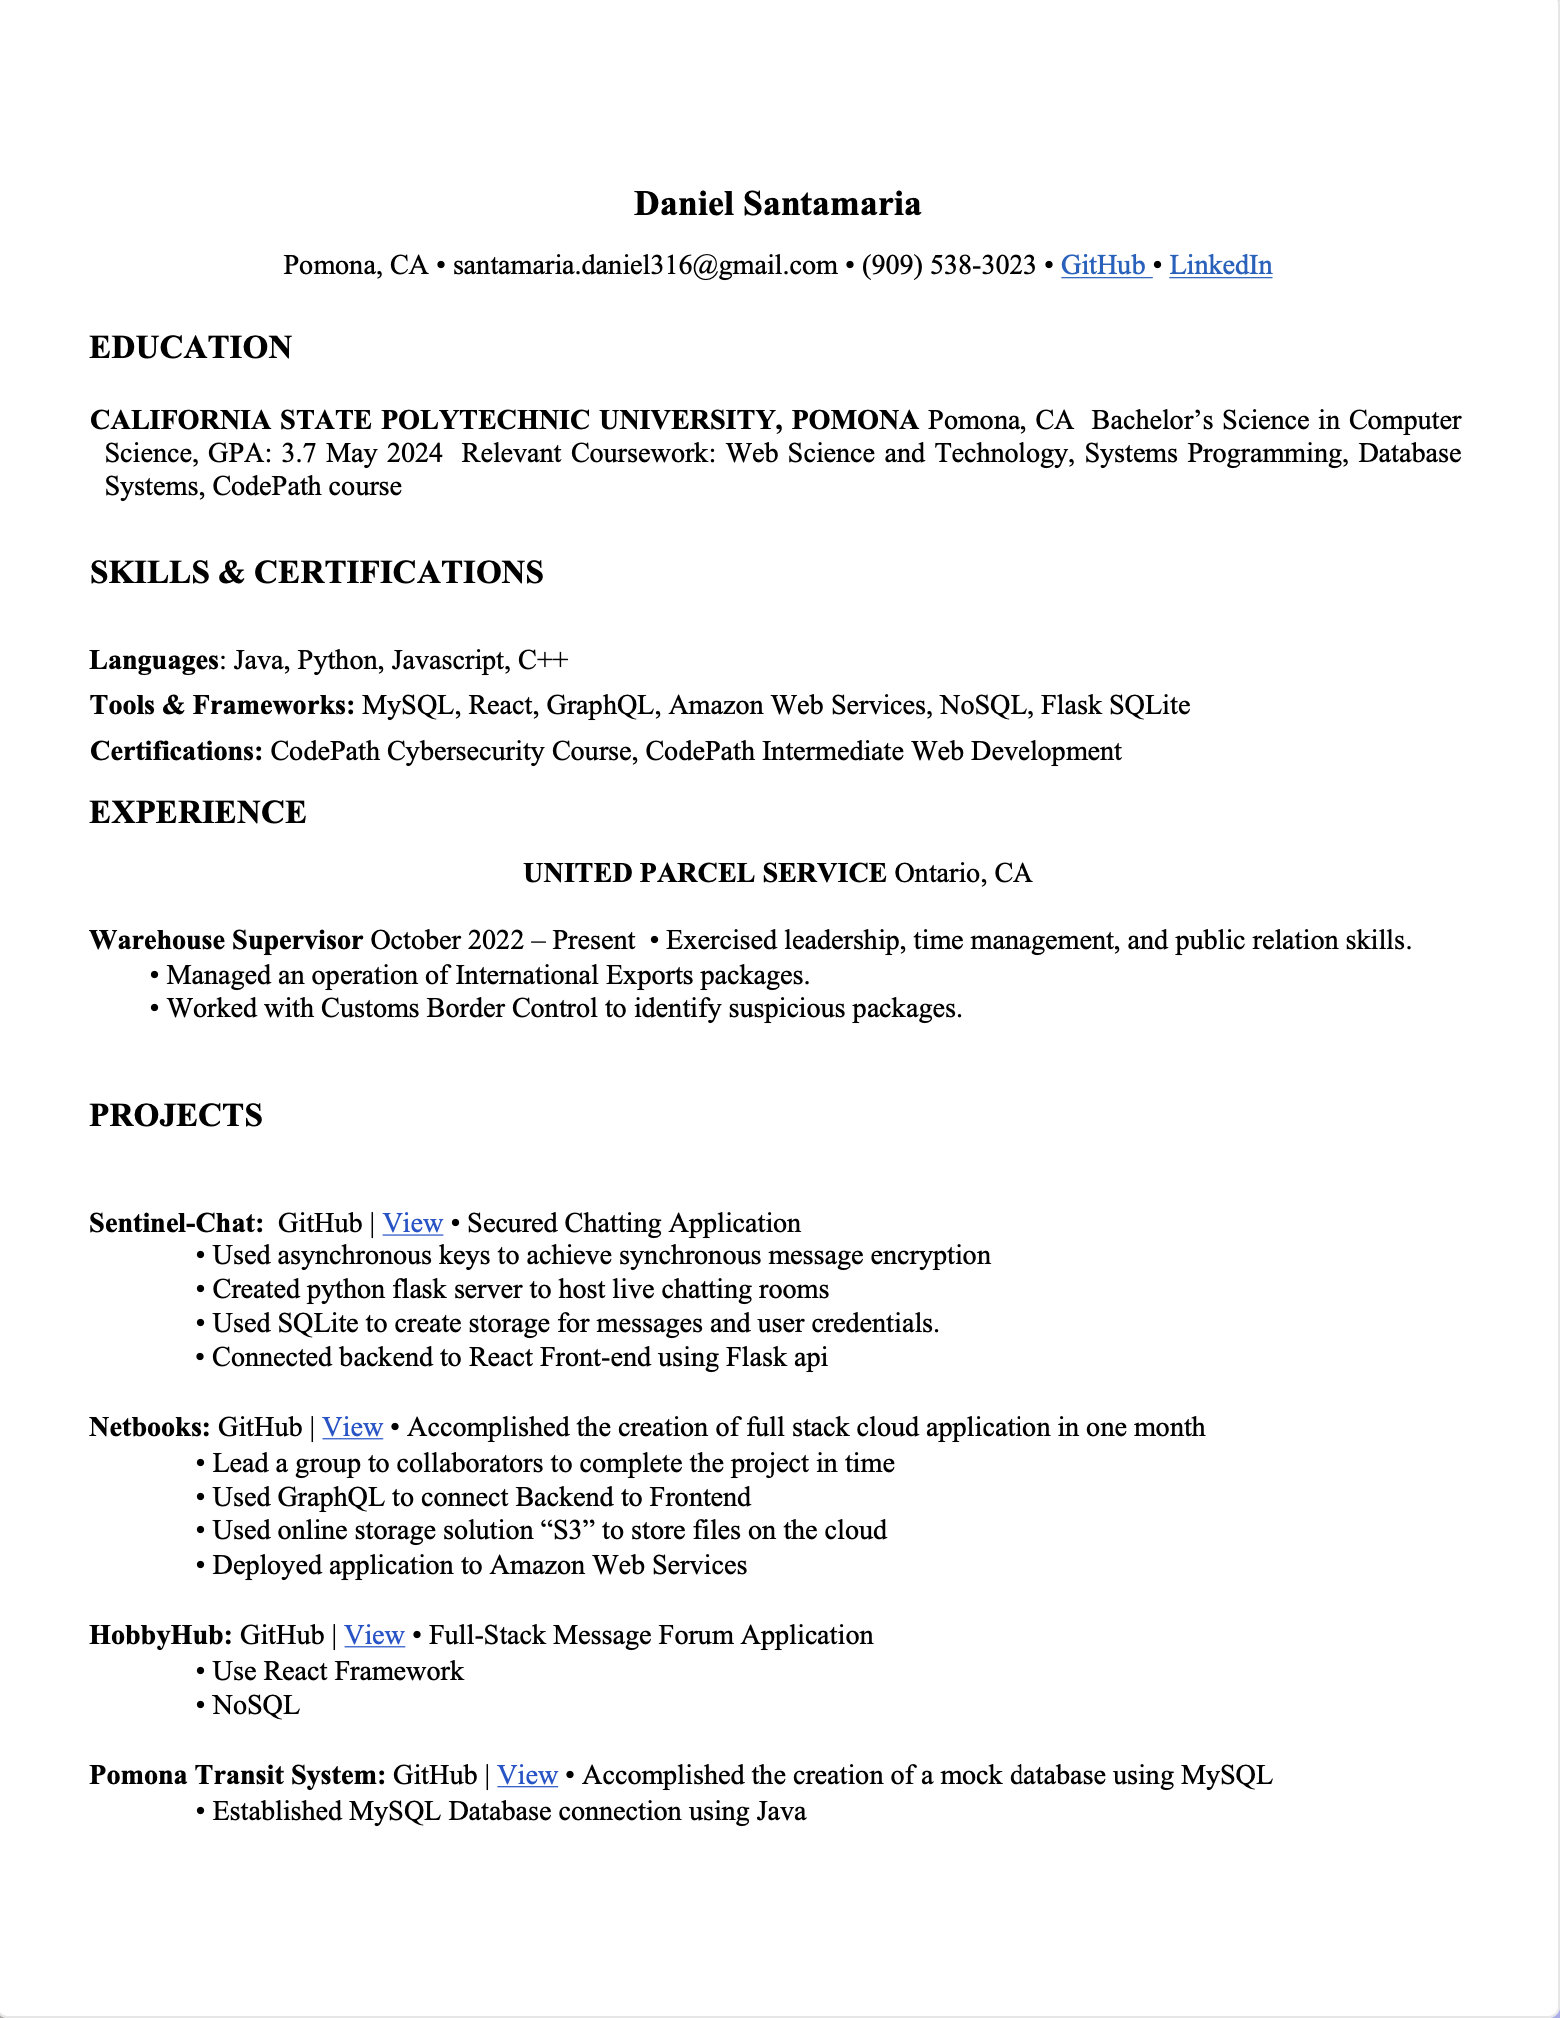 Daniel Santamaria
Pomona, CA • santamaria.daniel316@gmail.com • (909) 538-3023 • GitHub • LinkedIn
EDUCATION
CALIFORNIA STATE POLYTECHNIC UNIVERSITY, POMONA Pomona, CA Bachelor’s Science in Computer
Science, GPA: 3.7 May 2024 Relevant Coursework: Web Science and Technology, Systems Programming, Database
Systems, CodePath course
SKILLS & CERTIFICATIONS
Languages: Java, Python, Javascript, C++
Tools & Frameworks: MySQL, React, GraphQL, Amazon Web Services, NoSQL, Flask SQLite
Certifications: CodePath Cybersecurity Course, CodePath Intermediate Web Development
EXPERIENCE
UNITED PARCEL SERVICE Ontario, CA
Warehouse Supervisor October 2022 – Present • Exercised leadership, time management, and public relation skills.
• Managed an operation of International Exports packages.
• Worked with Customs Border Control to identify suspicious packages.
PROJECTS
Sentinel-Chat: GitHub | View • Secured Chatting Application
• Used asynchronous keys to achieve synchronous message encryption
• Created python flask server to host live chatting rooms
• Used SQLite to create storage for messages and user credentials.
• Connected backend to React Front-end using Flask api
Netbooks: GitHub | View • Accomplished the creation of full stack cloud application in one month
• Lead a group to collaborators to complete the project in time
• Used GraphQL to connect Backend to Frontend
• Used online storage solution “S3” to store files on the cloud
• Deployed application to Amazon Web Services
HobbyHub: GitHub | View • Full-Stack Message Forum Application
• Use React Framework
• NoSQL
Pomona Transit System: GitHub | View • Accomplished the creation of a mock database using MySQL
• Established MySQL Database connection using Java